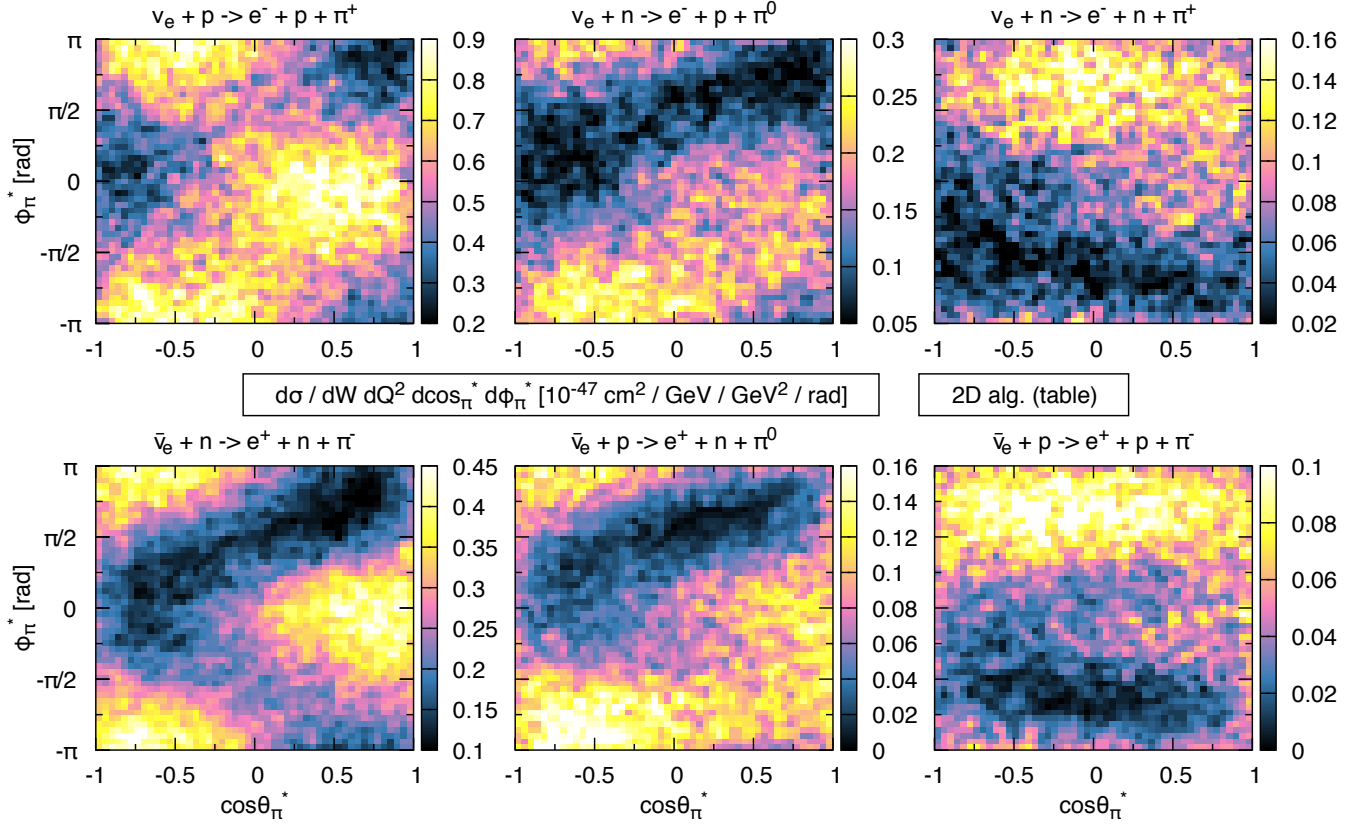 ν_e + p -> e⁻ + p + π⁺
ν_e + n -> e⁻ + p + π⁰
ν_e + n -> e⁻ + n + π⁺
π
π/2
0
-π/2
-π
ϕ_π* [rad]
-1 -0.5 0 0.5 1
0.9
0.8
0.7
0.6
0.5
0.4
0.3
0.2
-1 -0.5 0 0.5 1
0.3
0.25
0.2
0.15
0.1
0.05
-1 -0.5 0 0.5 1
0.16
0.14
0.12
0.1
0.08
0.06
0.04
0.02
dσ / dW dQ² dcos_π* dϕ_π* [10⁻⁴⁷ cm² / GeV / GeV² / rad]
2D alg. (table)
ν̄_e + n -> e⁺ + n + π⁻
ν̄_e + p -> e⁺ + n + π⁰
ν̄_e + p -> e⁺ + p + π⁻
π
π/2
0
-π/2
-π
ϕ_π* [rad]
-1 -0.5 0 0.5 1
cosθ_π*
0.45
0.4
0.35
0.3
0.25
0.2
0.15
0.1
-1 -0.5 0 0.5 1
cosθ_π*
0.16
0.14
0.12
0.1
0.08
0.06
0.04
0.02
0
-1 -0.5 0 0.5 1
cosθ_π*
0.1
0.08
0.06
0.04
0.02
0